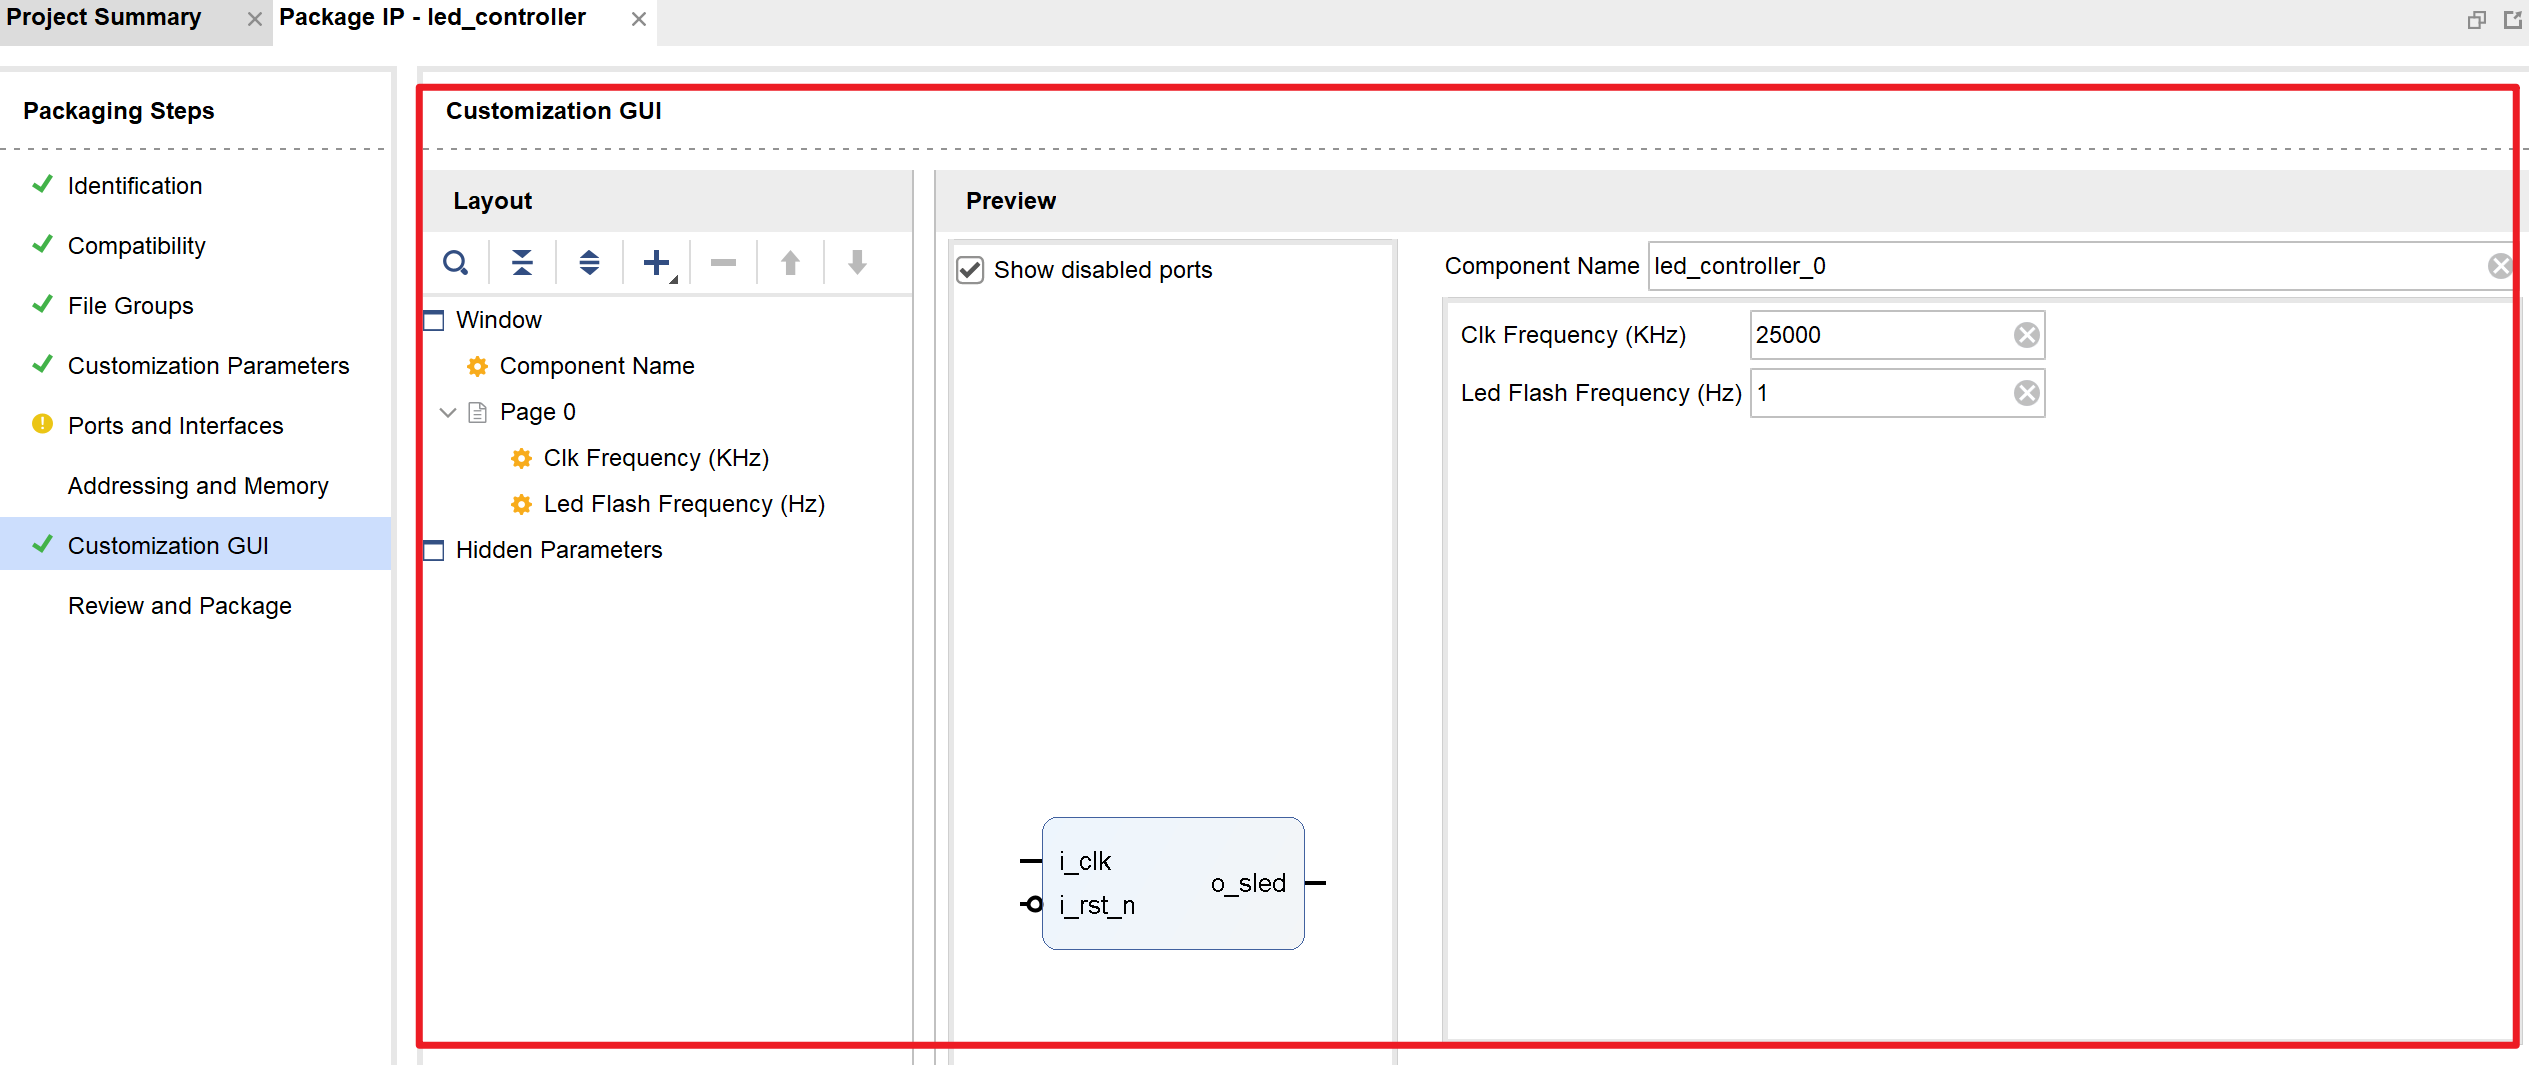 Project Summary
Package IP - led_controller
Packaging Steps
Identification
Compatibility
File Groups
Customization Parameters
Ports and Interfaces
Addressing and Memory
Customization GUI
Review and Package
Customization GUI
Layout
Window
Component Name
Page 0
Clk Frequency (KHz)
Led Flash Frequency (Hz)
Hidden Parameters
Preview
Show disabled ports
i_clk
i_rst_n
o_sled
Component Name led_controller_0
Clk Frequency (KHz) 25000
Led Flash Frequency (Hz) 1